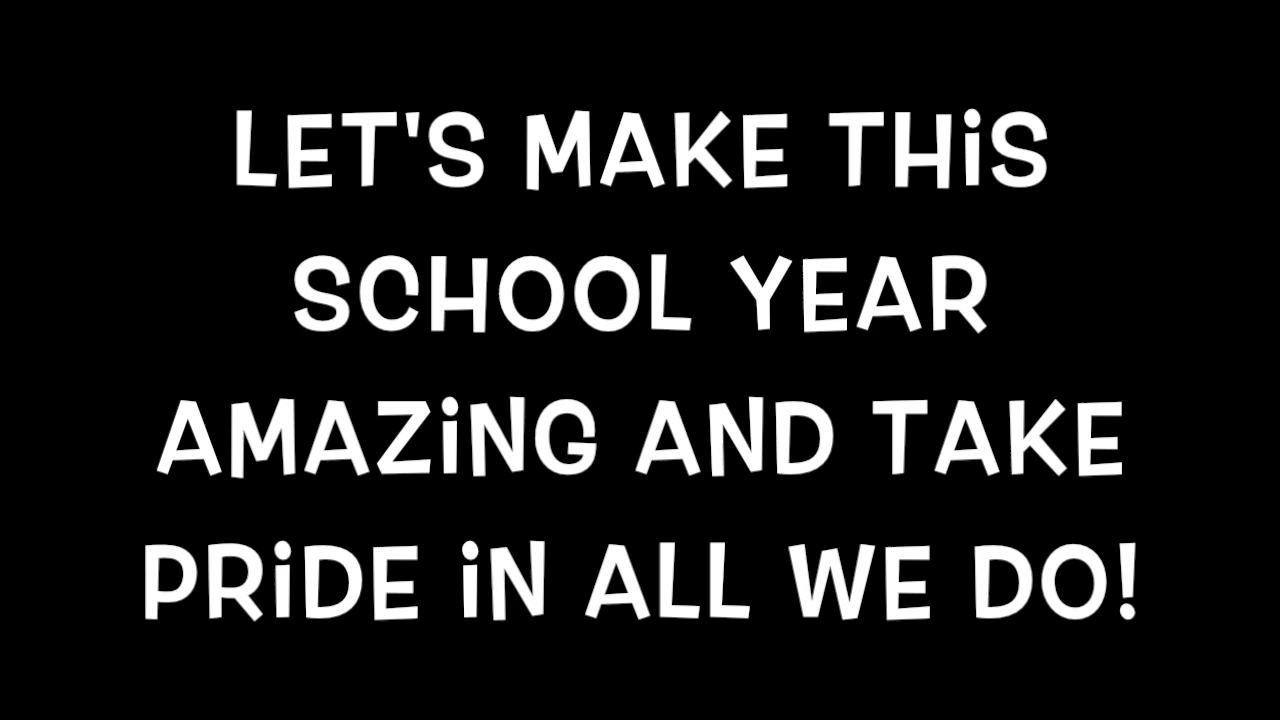 LET'S MAKE THiS
SCHOOL YEAR
AMAZiNG AND TAKE
PRiDE iN ALL WE DO!